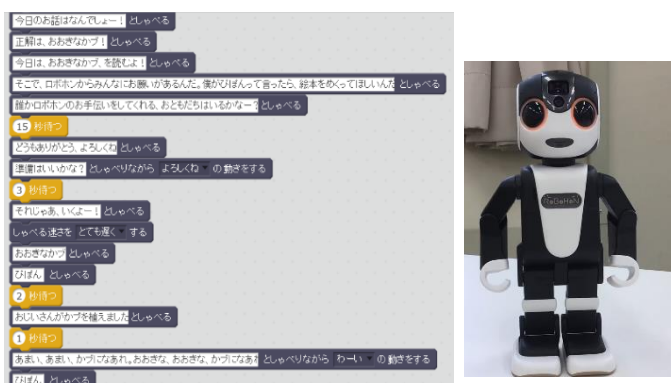 今日のお話はなんでしょー！ としゃべる
正解は、おおきなかづ！ としゃべる
今日は、おおきなかづ、を読むよ！ としゃべる
そこで、ロボホンからみんなにお願いがあるんだ。僕がぴぽんって言ったら、絵本をめくってほしいんだ としゃべる
誰かロボホンのお手伝いをしてくれる、おともだちはいるかなー？ としゃべる
15 秒待つ
どうもありがとう、よろしくね としゃべる
準備はいいかな？ としゃべりながら よろしくね の動きをする
3 秒待つ
それじゃあ、いくよー！ としゃべる
しゃべる速さを とても遅く する
おおきなかづ としゃべる
ぴぽん としゃべる
2 秒待つ
おじいさんがかづを植えました としゃべる
1 秒待つ
あまい、あまい、かづになあれ。おおきな、おおきな、かづになあれ としゃべりながら わーい の動きをする
ぴぽん としゃべる
RoBoHoN